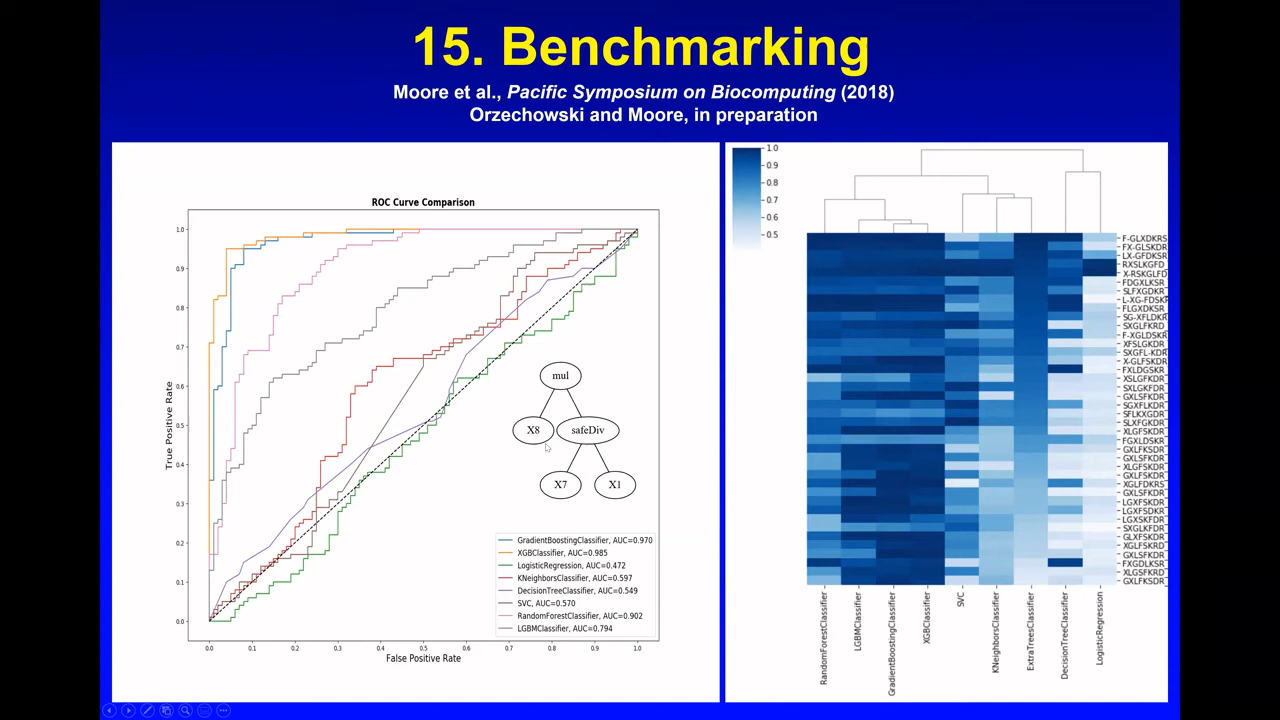 15. Benchmarking
Moore et al., Pacific Symposium on Biocomputing (2018)
Orzechowski and Moore, in preparation
ROC Curve Comparison
True Positive Rate
1.0
0.9
0.8
0.7
0.6
0.5
0.4
0.3
0.2
0.1
0.0
0.0 0.1 0.2 0.3 0.4 0.5 0.6 0.7 0.8 0.9 1.0
False Positive Rate
mul
X8 safeDiv
X7 X1
GradientBoostingClassifier, AUC=0.970
XGBClassifier, AUC=0.985
LogisticRegression, AUC=0.472
KNeighborsClassifier, AUC=0.597
DecisionTreeClassifier, AUC=0.549
SVC, AUC=0.570
RandomForestClassifier, AUC=0.902
LGBMClassifier, AUC=0.794
1.0
0.9
0.8
0.7
0.6
0.5
F-GLXDKRS
FX-GLSKDR
LX-GFDKSR
RXSLKGFD
X-RSKGLFD
FDGXLKSR
SLFXGDKR
L-XG-FDSKR
FLGXDKSR
SG-XFLDKR
SXGLFKRD
F-XGLDSKR
XFSLGKDR
SXGFL-KDR
X-GLFSKDR
FXLDGSKR
XSLGFKDR
SXLGKFDR
GXLSFKDR
SGXFLKDR
SFLKXGDR
SLXFGKDR
XLGFSKDR
FGXLDSKR
GXLFKSDR
GXLSFKDR
XLGFSKDR
GXLFSKDR
XGLFDKRS
GXLSFKDR
LGXFSKDR
LGXFSDKR
LGXSKFDR
SXGLKFDR
GLXFSKDR
XGLFSKDR
GXLSFKDR
FXGDLKSR
XLGSFKRD
GXLFKSDR
RandomForestClassifier
LGBMClassifier
GradientBoostingClassifier
XGBClassifier
SVC
KNeighborsClassifier
ExtraTreesClassifier
DecisionTreeClassifier
LogisticRegression